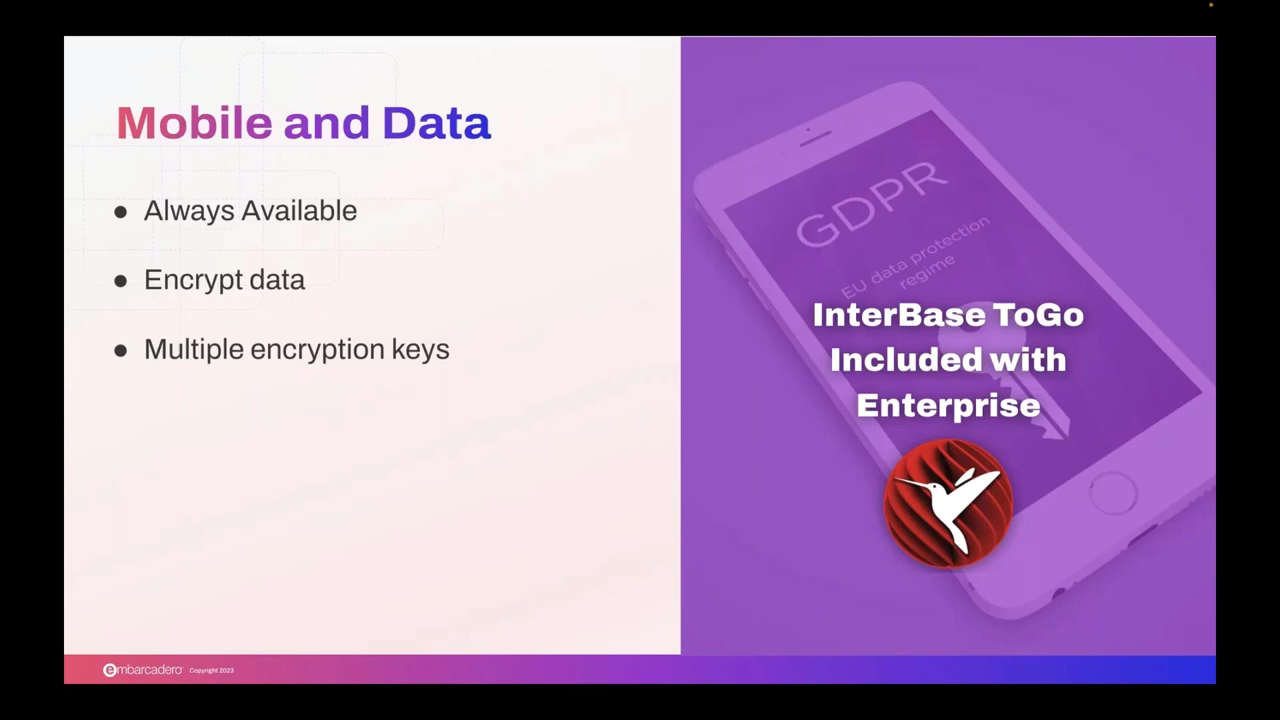 Mobile and Data
● Always Available
● Encrypt data
● Multiple encryption keys
GDPR
EU data protection
regime
InterBase ToGo
Included with
Enterprise
embarcadero Copyright 2023